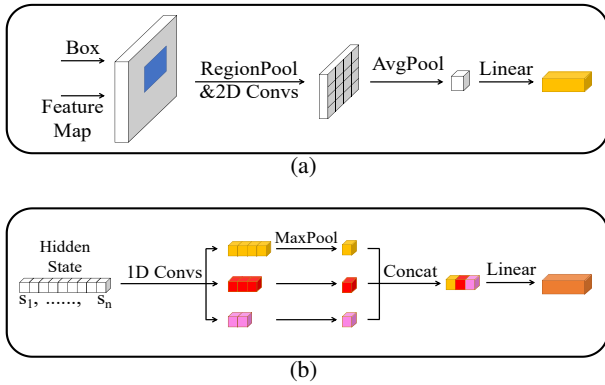 Box
Feature
Map
RegionPool
&2D Convs
AvgPool
Linear
(a)
Hidden
State
s1, ......, sn
1D Convs
MaxPool
Concat
Linear
(b)